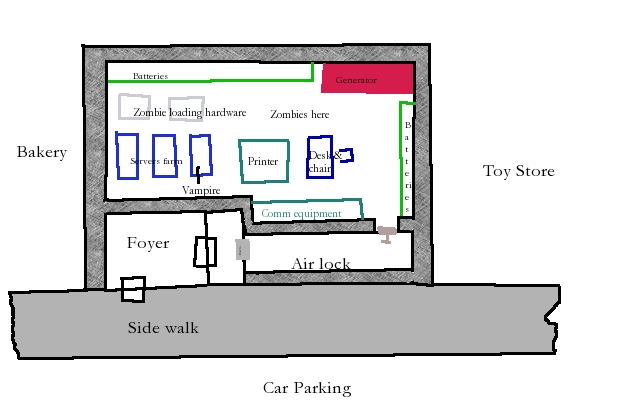 Batteries
Generator
Zombie loading hardware
Zombies here
Batteries
Bakery
Servers farm
Printer
Desk &
chair
Toy Store
Vampire
Comm equipment
Foyer
Air lock
Side walk
Car Parking